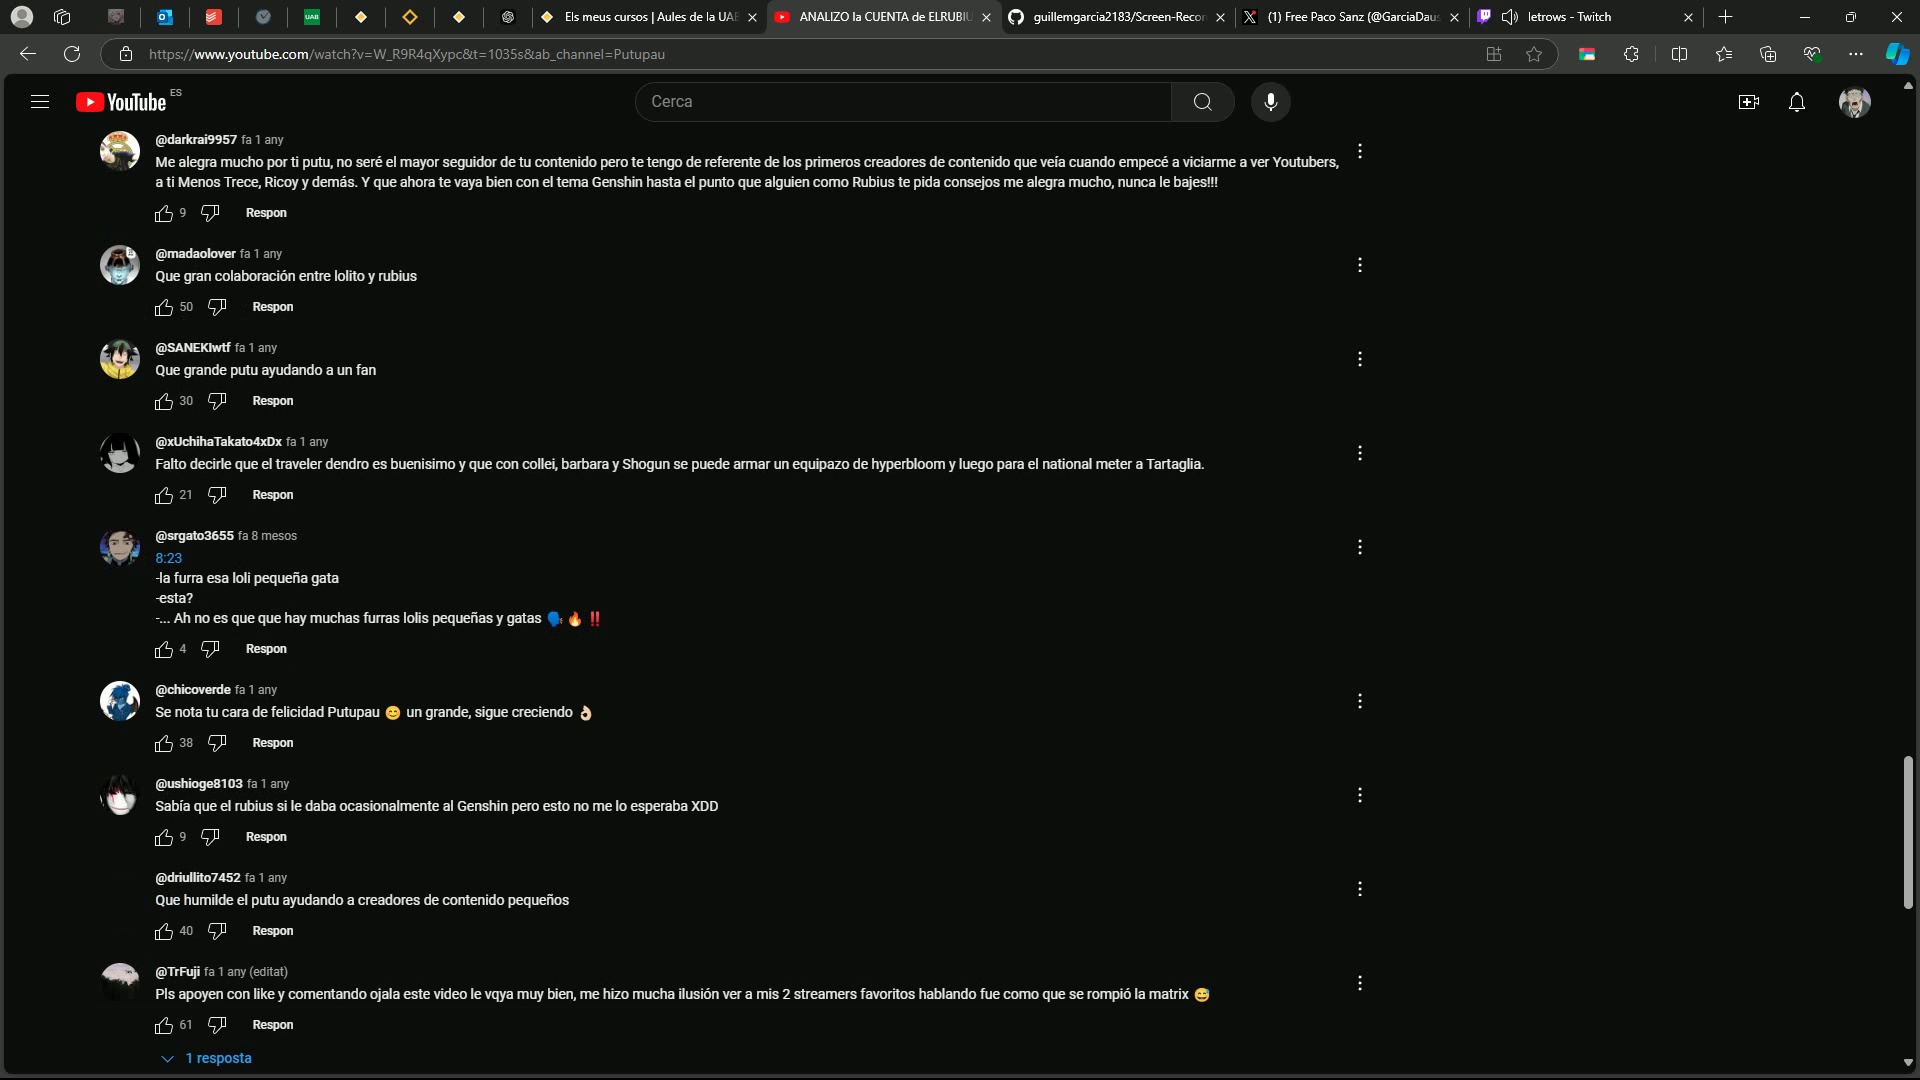 UAB
Els meus cursos | Aules de la UAB
ANALIZO la CUENTA de ELRUBIU
guillemgarcia2183/Screen-Recor
(1) Free Paco Sanz (@GarciaDaus
letrows - Twitch
https://www.youtube.com/watch?v=W_R9R4qXypc&t=1035s&ab_channel=Putupau
YouTube ES
Cerca
@darkrai9957 fa 1 any
Me alegra mucho por ti putu, no seré el mayor seguidor de tu contenido pero te tengo de referente de los primeros creadores de contenido que veía cuando empecé a viciarme a ver Youtubers,
a ti Menos Trece, Ricoy y demás. Y que ahora te vaya bien con el tema Genshin hasta el punto que alguien como Rubius te pida consejos me alegra mucho, nunca le bajes!!!
9 Respon
@madaolover fa 1 any
Que gran colaboración entre lolito y rubius
50 Respon
@SANEKIwtf fa 1 any
Que grande putu ayudando a un fan
30 Respon
@xUchihaTakato4xDx fa 1 any
Falto decirle que el traveler dendro es buenisimo y que con collei, barbara y Shogun se puede armar un equipazo de hyperbloom y luego para el national meter a Tartaglia.
21 Respon
@srgato3655 fa 8 mesos
8:23
-la furra esa loli pequeña gata
-esta?
-... Ah no es que que hay muchas furras lolis pequeñas y gatas 🗣️🔥‼️
4 Respon
@chicoverde fa 1 any
Se nota tu cara de felicidad Putupau 😊 un grande, sigue creciendo 👌🏻
38 Respon
@ushioge8103 fa 1 any
Sabía que el rubius si le daba ocasionalmente al Genshin pero esto no me lo esperaba XDD
9 Respon
@driullito7452 fa 1 any
Que humilde el putu ayudando a creadores de contenido pequeños
40 Respon
@TrFuji fa 1 any (editat)
Pls apoyen con like y comentando ojala este video le vqya muy bien, me hizo mucha ilusión ver a mis 2 streamers favoritos hablando fue como que se rompió la matrix 😅
61 Respon
1 resposta